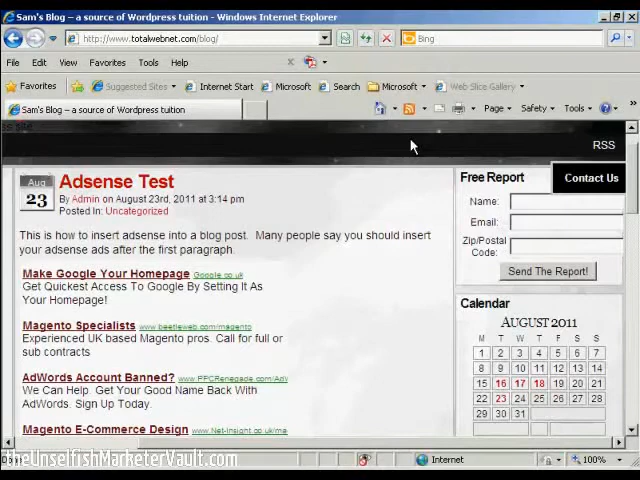 Sam's Blog – a source of Wordpress tuition - Windows Internet Explorer
http://www.totalwebnet.com/blog/
Bing
File Edit View Favorites Tools Help
Favorites Suggested Sites Internet Start Microsoft Search Microsoft Web Slice Gallery
Sam's Blog – a source of Wordpress tuition
Page Safety Tools
RSS
Contact Us
Aug
23
Adsense Test
By Admin on August 23rd, 2011 at 3:14 pm
Posted In: Uncategorized
This is how to insert adsense into a blog post. Many people say you should insert
your adsense ads after the first paragraph.
Make Google Your Homepage Google.co.uk
Get Quickest Access To Google By Setting It As
Your Homepage!
Magento Specialists www.beetleweb.com/magento
Experienced UK based Magento pros. Call for full or
sub contracts
AdWords Account Banned? www.PPCRenegade.com/Adv
We Can Help. Get Your Good Name Back With
AdWords. Sign Up Today.
Magento E-Commerce Design www.Net-Insight.co.uk/me
Free Report
Name:
Email:
Zip/Postal
Code:
Send The Report!
Calendar
AUGUST 2011
M T W T F S S
1 2 3 4 5 6 7
8 9 10 11 12 13 14
15 16 17 18 19 20 21
22 23 24 25 26 27 28
29 30 31
theUnselfishMarketerVault.com
Internet
100%